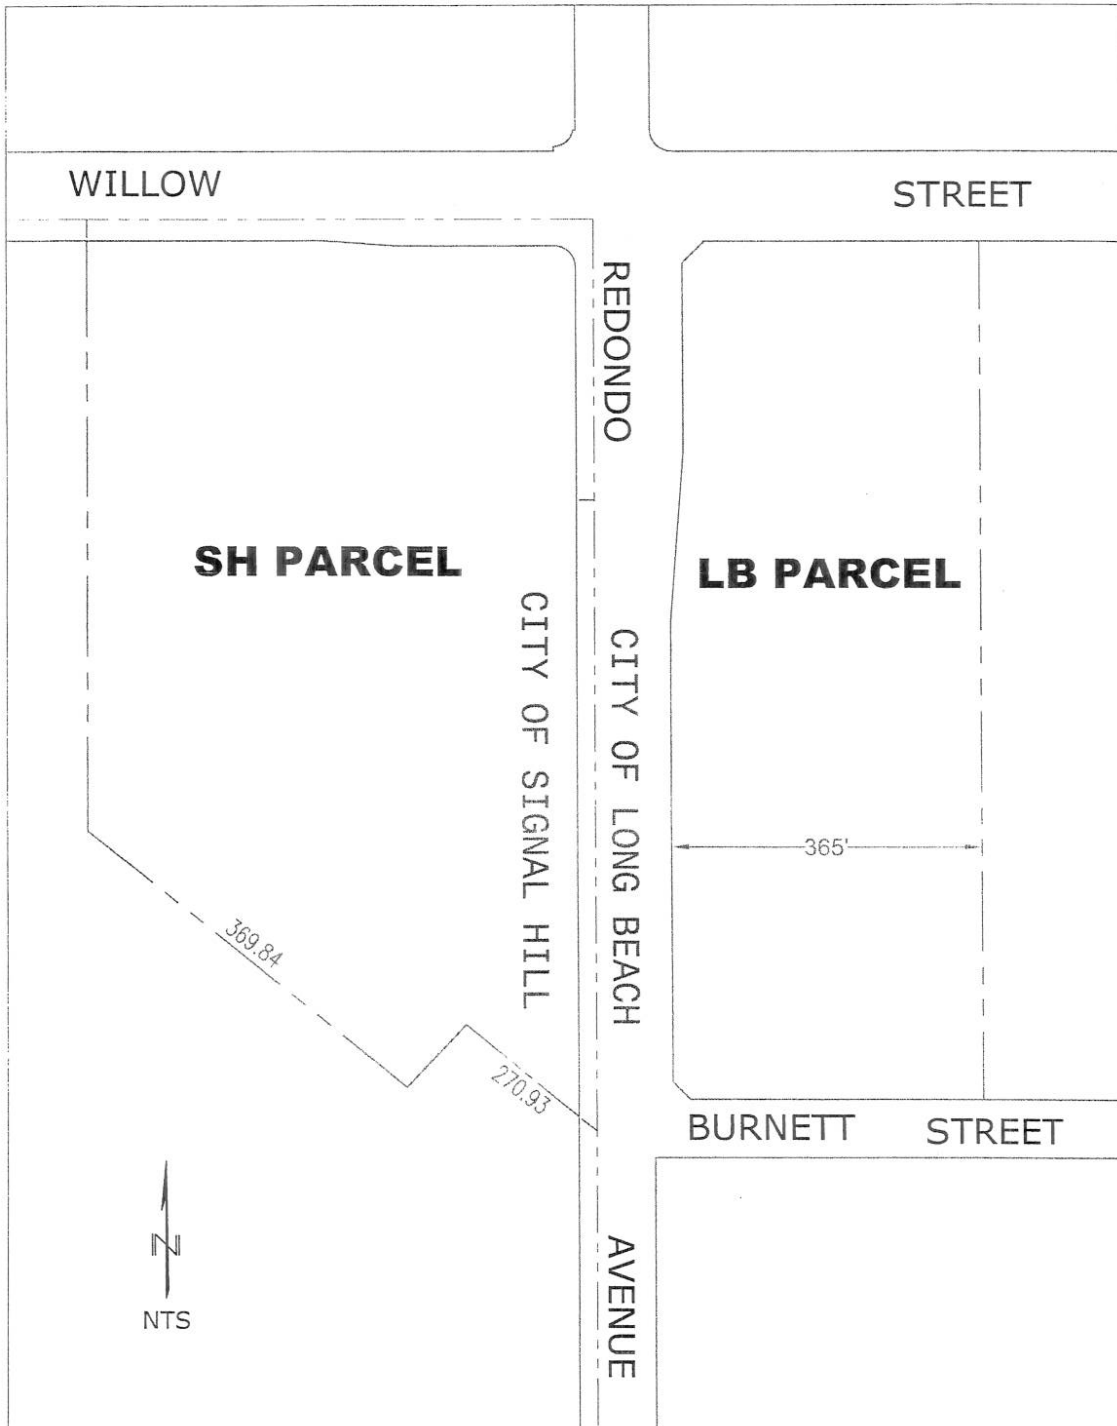 WILLOW STREET
REDONDO
SH PARCEL
LB PARCEL
CITY OF SIGNAL HILL
CITY OF LONG BEACH
365'
369.84
270.93
BURNETT STREET
AVENUE
N
NTS